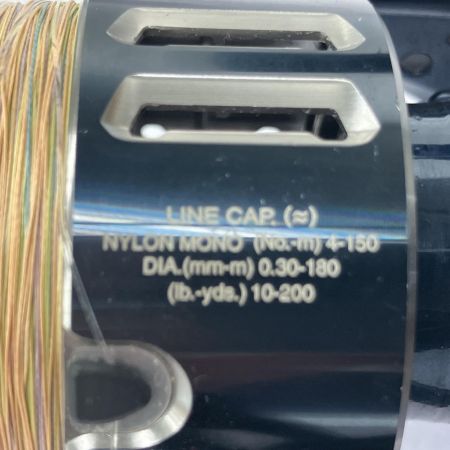 LINE CAP. (≈)
NYLON MONO (No.-m) 4-150
DIA.(mm-m) 0.30-180
(lb.-yds.) 10-200